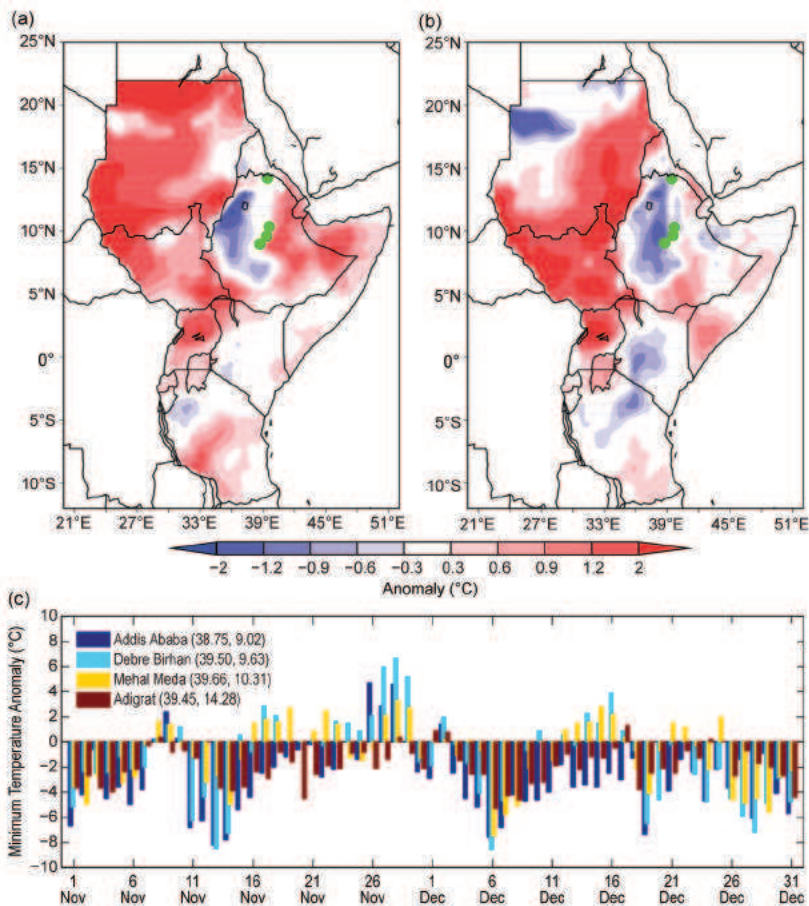 (a)
(b)
25°N
20°N
15°N
10°N
5°N
0°
5°S
10°S
25°N
20°N
15°N
10°N
5°N
0°
5°S
10°S
21°E 27°E 33°E 39°E 45°E 51°E
21°E 27°E 33°E 39°E 45°E 51°E
−2 −1.2 −0.9 −0.6 −0.3 0.3 0.6 0.9 1.2 2
Anomaly (°C)
(c)
Minimum Temperature Anomaly (°C)
10
8
6
4
2
0
−2
−4
−6
−8
−10
Addis Ababa (38.75, 9.02)
Debre Birhan (39.50, 9.63)
Mehal Meda (39.66, 10.31)
Adigrat (39.45, 14.28)
1 6 11 16 21 26 1 6 11 16 21 26 31
Nov Nov Nov Nov Nov Nov Dec Dec Dec Dec Dec Dec Dec